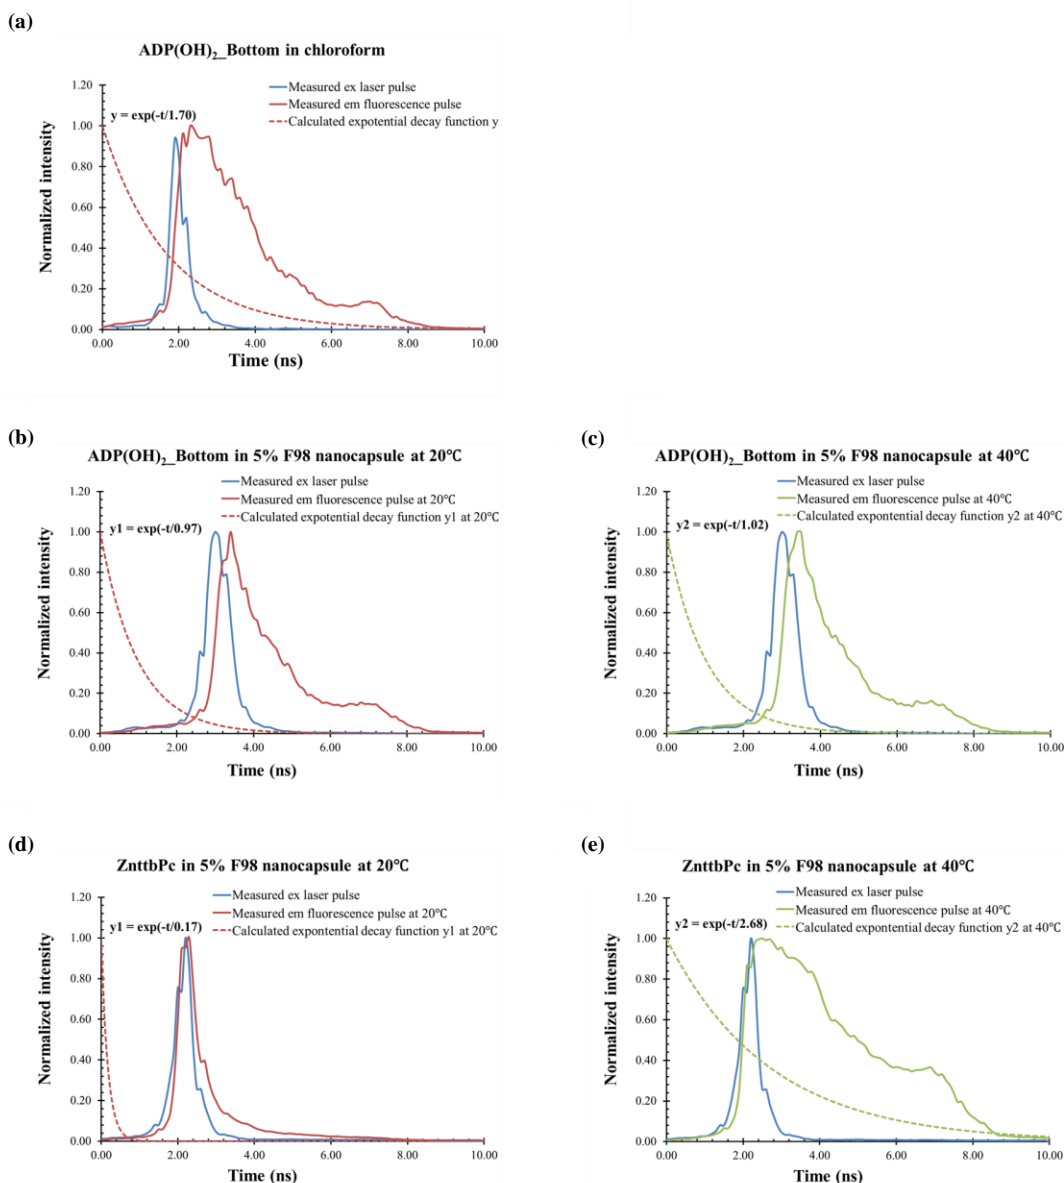 (a)
ADP(OH)2_Bottom in chloroform
Measured ex laser pulse
Measured em fluorescence pulse
Calculated expotential decay function y
y = exp(-t/1.70)
1.20
1.00
0.80
0.60
0.40
0.20
0.00
Normalized intensity
0.00 2.00 4.00 6.00 8.00 10.00
Time (ns)
(b)
ADP(OH)2_Bottom in 5% F98 nanocapsule at 20℃
Measured ex laser pulse
Measured em fluorescence pulse at 20℃
Calculated expotential decay function y1 at 20℃
y1 = exp(-t/0.97)
1.20
1.00
0.80
0.60
0.40
0.20
0.00
Normalized intensity
0.00 2.00 4.00 6.00 8.00 10.00
Time (ns)
(c)
ADP(OH)2_Bottom in 5% F98 nanocapsule at 40℃
Measured ex laser pulse
Measured em fluorescence pulse at 40℃
Calculated expontential decay function y2 at 40℃
y2 = exp(-t/1.02)
1.20
1.00
0.80
0.60
0.40
0.20
0.00
Normalized intensity
0.00 2.00 4.00 6.00 8.00 10.00
Time (ns)
(d)
ZnttbPc in 5% F98 nanocapsule at 20℃
Measured ex laser pulse
Measured em fluorescence pulse at 20℃
Calculated expotential decay function y1 at 20℃
y1 = exp(-t/0.17)
1.20
1.00
0.80
0.60
0.40
0.20
0.00
Normalized intensity
0.00 2.00 4.00 6.00 8.00 10.00
Time (ns)
(e)
ZnttbPc in 5% F98 nanocapsule at 40℃
Measured ex laser pulse
Measured em fluorescence pulse at 40℃
Calculated expotential decay function y2 at 40℃
y2 = exp(-t/2.68)
1.20
1.00
0.80
0.60
0.40
0.20
0.00
Normalized intensity
0.00 2.00 4.00 6.00 8.00 10.00
Time (ns)